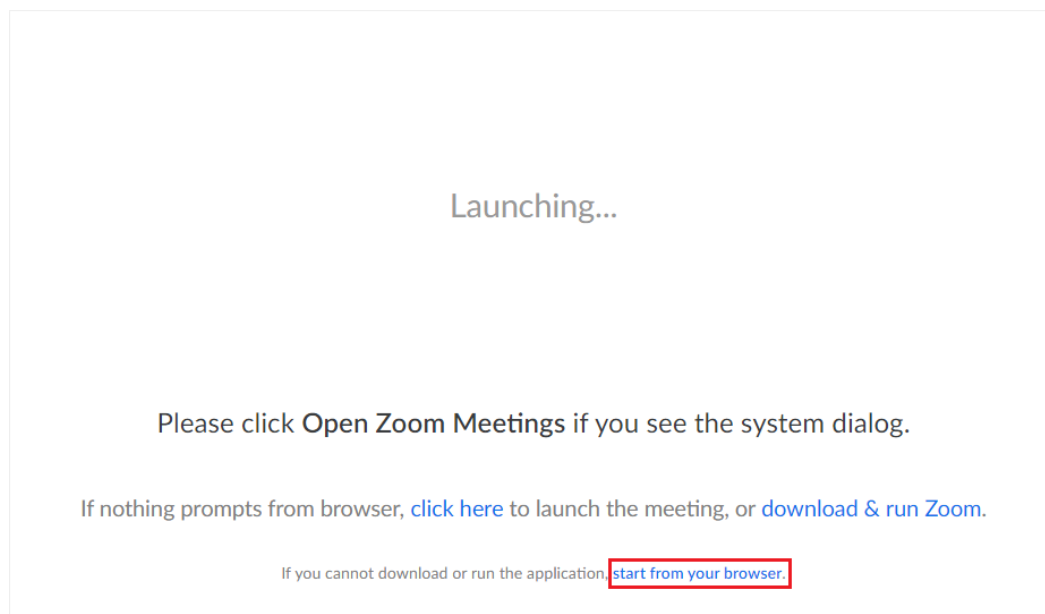 Launching...
Please click Open Zoom Meetings if you see the system dialog.
If nothing prompts from browser, click here to launch the meeting, or download & run Zoom.
If you cannot download or run the application, start from your browser.